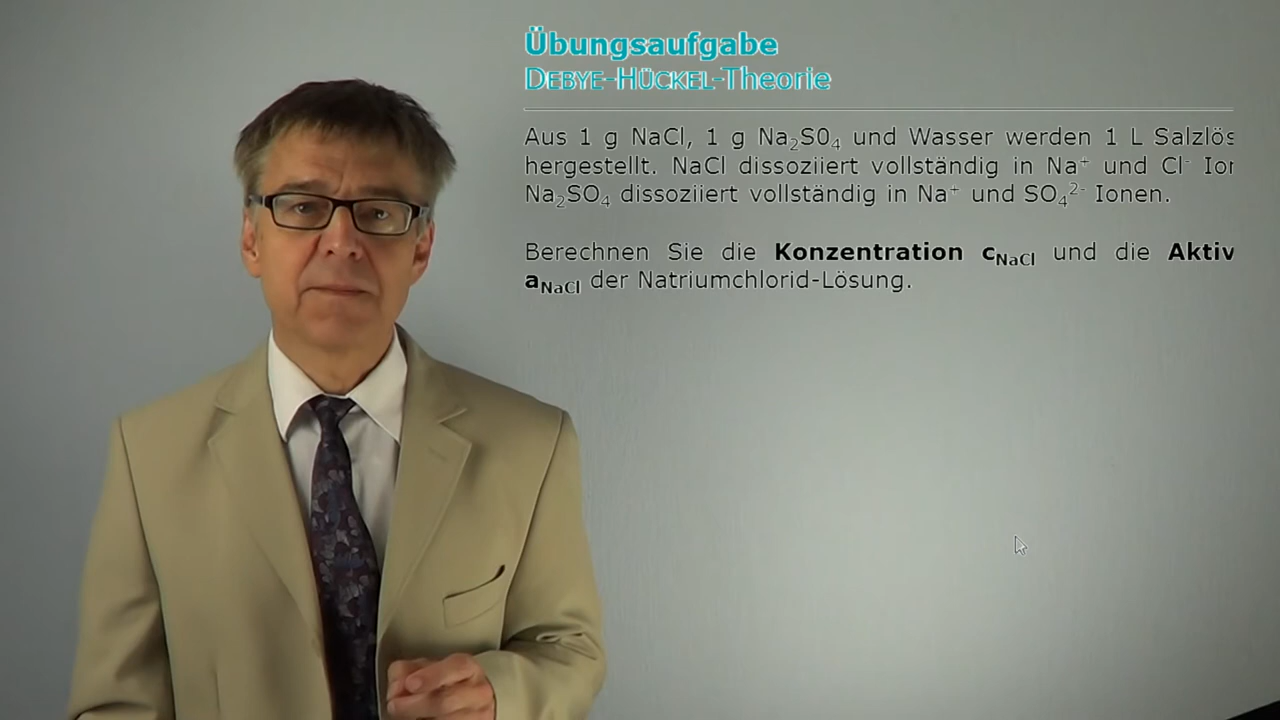 Übungsaufgabe
DEBYE-HÜCKEL-Theorie
Aus 1 g NaCl, 1 g Na₂S0₄ und Wasser werden 1 L Salzlös
hergestellt. NaCl dissoziiert vollständig in Na⁺ und Cl⁻ Ion
Na₂SO₄ dissoziiert vollständig in Na⁺ und SO₄²⁻ Ionen.
Berechnen Sie die Konzentration cNaCl und die Aktiv
aNaCl der Natriumchlorid-Lösung.